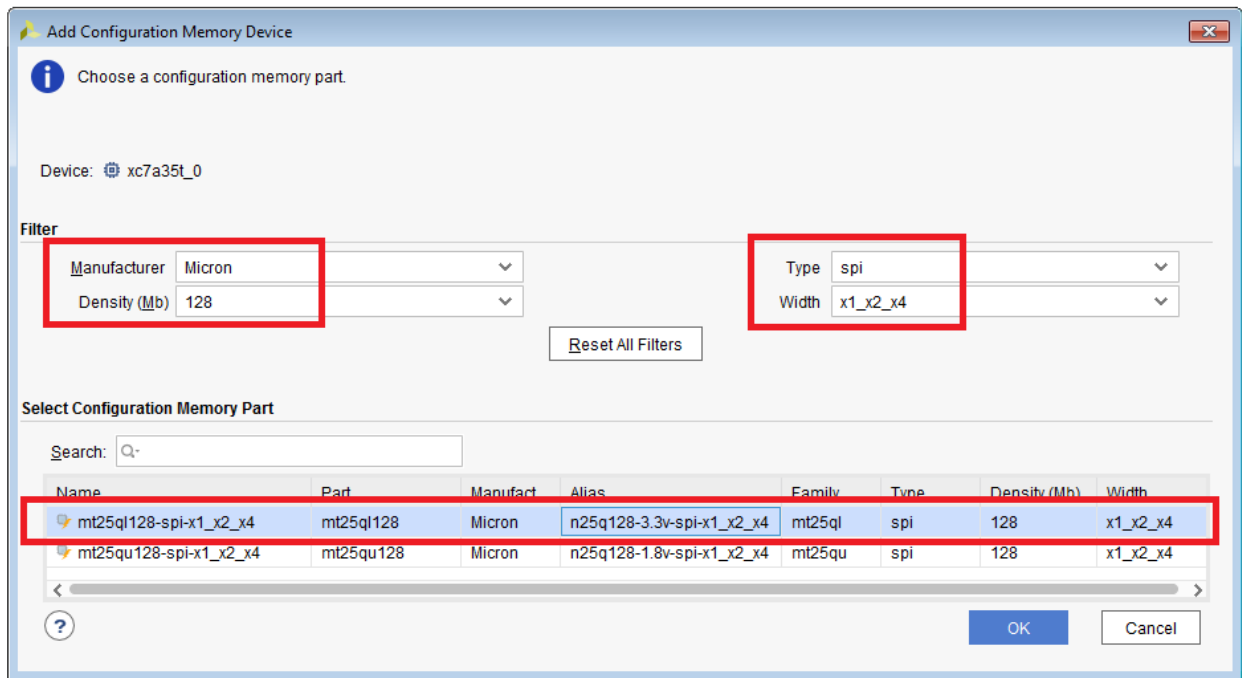 Add Configuration Memory Device
Choose a configuration memory part.
Device: xc7a35t_0
Filter
Manufacturer Micron Type spi
Density (Mb) 128 Width x1_x2_x4
Reset All Filters
Select Configuration Memory Part
Search:
Name Part Manufact Alias Family Type Density (Mb) Width
mt25ql128-spi-x1_x2_x4 mt25ql128 Micron n25q128-3.3v-spi-x1_x2_x4 mt25ql spi 128 x1_x2_x4
mt25qu128-spi-x1_x2_x4 mt25qu128 Micron n25q128-1.8v-spi-x1_x2_x4 mt25qu spi 128 x1_x2_x4
? OK Cancel